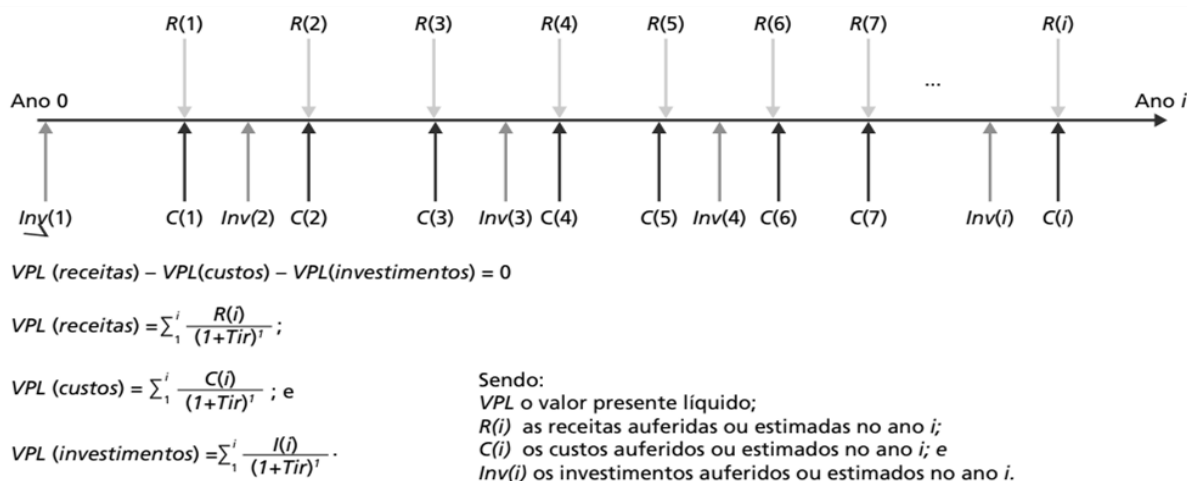 R(1) R(2) R(3) R(4) R(5) R(6) R(7) R(i)
...
Ano 0 Ano i
Inv(1) C(1) Inv(2) C(2) C(3) Inv(3) C(4) C(5) Inv(4) C(6) C(7) Inv(i) C(i)
VPL (receitas) – VPL(custos) – VPL(investimentos) = 0
VPL (receitas) =∑₁ⁱ R(i)/(1+Tir)¹ ;
VPL (custos) = ∑₁ⁱ C(i)/(1+Tir)¹ ; e
VPL (investimentos) =∑₁ⁱ I(i)/(1+Tir)¹ .
Sendo:
VPL o valor presente líquido;
R(i) as receitas auferidas ou estimadas no ano i;
C(i) os custos auferidos ou estimados no ano i; e
Inv(i) os investimentos auferidos ou estimados no ano i.